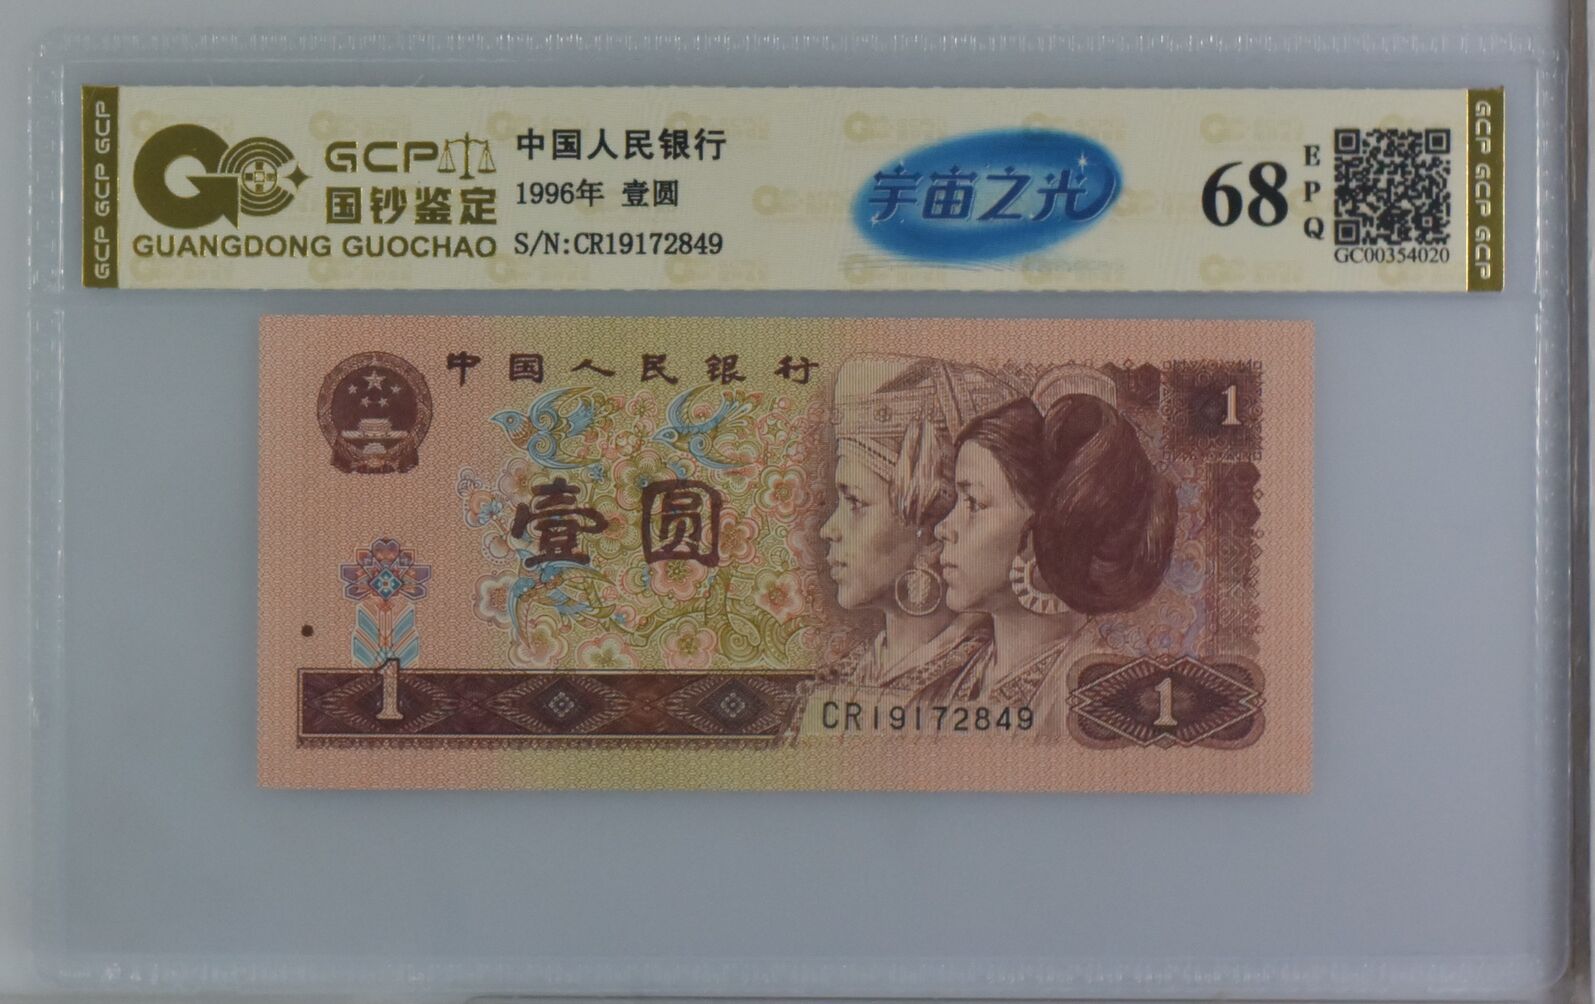 GCP GCP GCP
GCP
国钞鉴定
GUANGDONG GUOCHAO
中国人民银行
1996年 壹圆
S/N:CR19172849
宇宙之光
68
EPQ
GC00354020
GCP GCP GCP
中国人民银行
1
壹圆
1
CR19172849
1